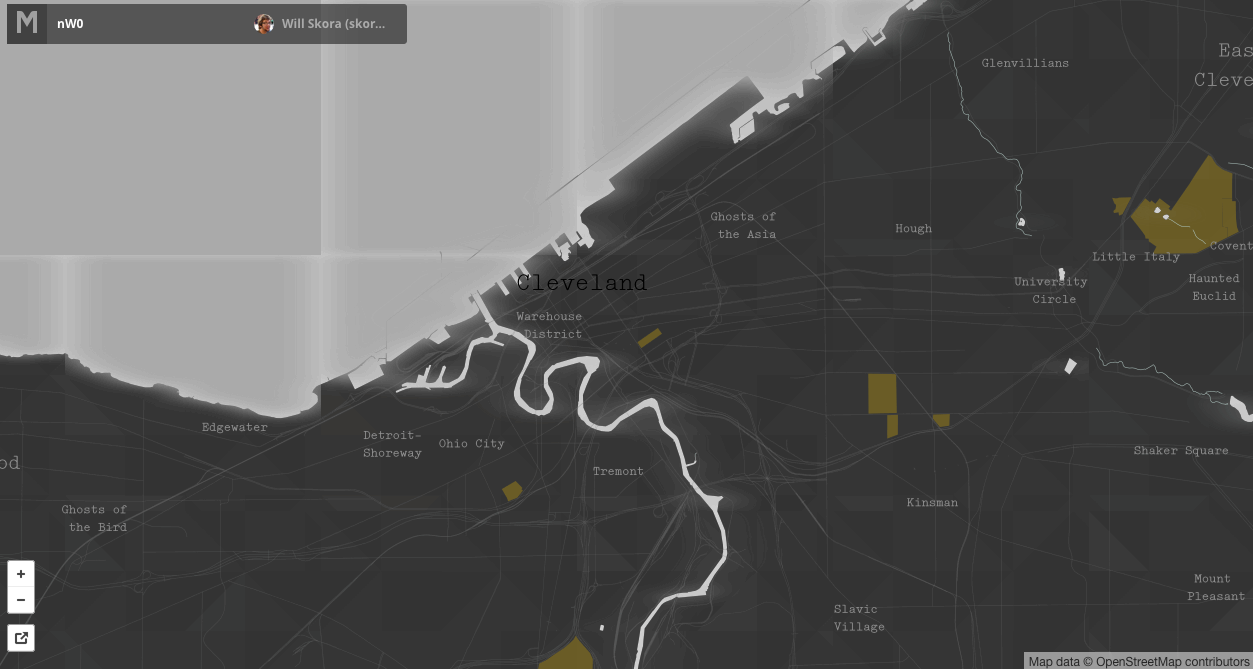 M nW0 Will Skora (skor...
Glenvillians
Eas
Cleve
Ghosts of
the Asia
Hough
Covent
Little Italy
Haunted
Euclid
University
Circle
Cleveland
Warehouse
District
Edgewater
Detroit-
Shoreway
Ohio City
od
Tremont
Shaker Square
Ghosts of
the Bird
Kinsman
Mount
Pleasant
Slavic
Village
+
−
Map data © OpenStreetMap contributors